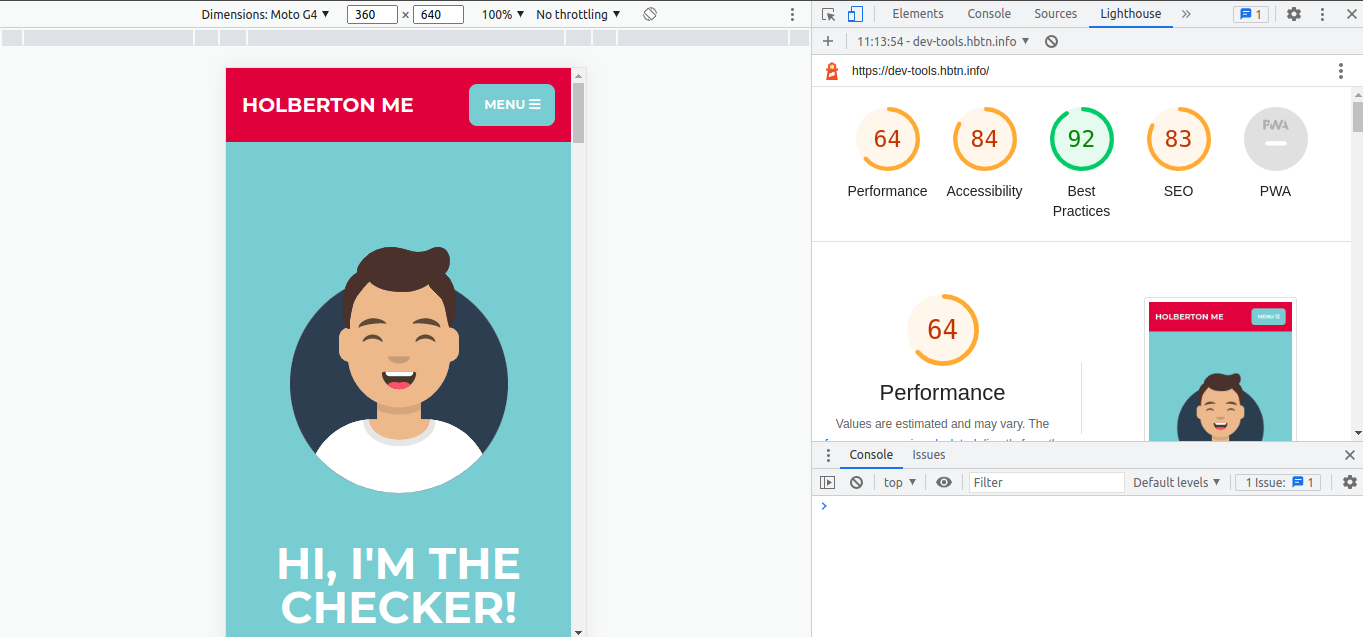 Dimensions: Moto G4 ▼ 360 × 640 100% ▼ No throttling ▼
HOLBERTON ME
MENU ☰
HI, I'M THE
CHECKER!
Elements Console Sources Lighthouse » 1
+ 11:13:54 - dev-tools.hbtn.info ▼
https://dev-tools.hbtn.info/
64 84 92 83 PWA
Performance Accessibility Best SEO PWA
Practices
64
Performance
Values are estimated and may vary. The
HOLBERTON ME MENU ☰
Console Issues
top ▼ Filter Default levels ▼ 1 Issue: 1